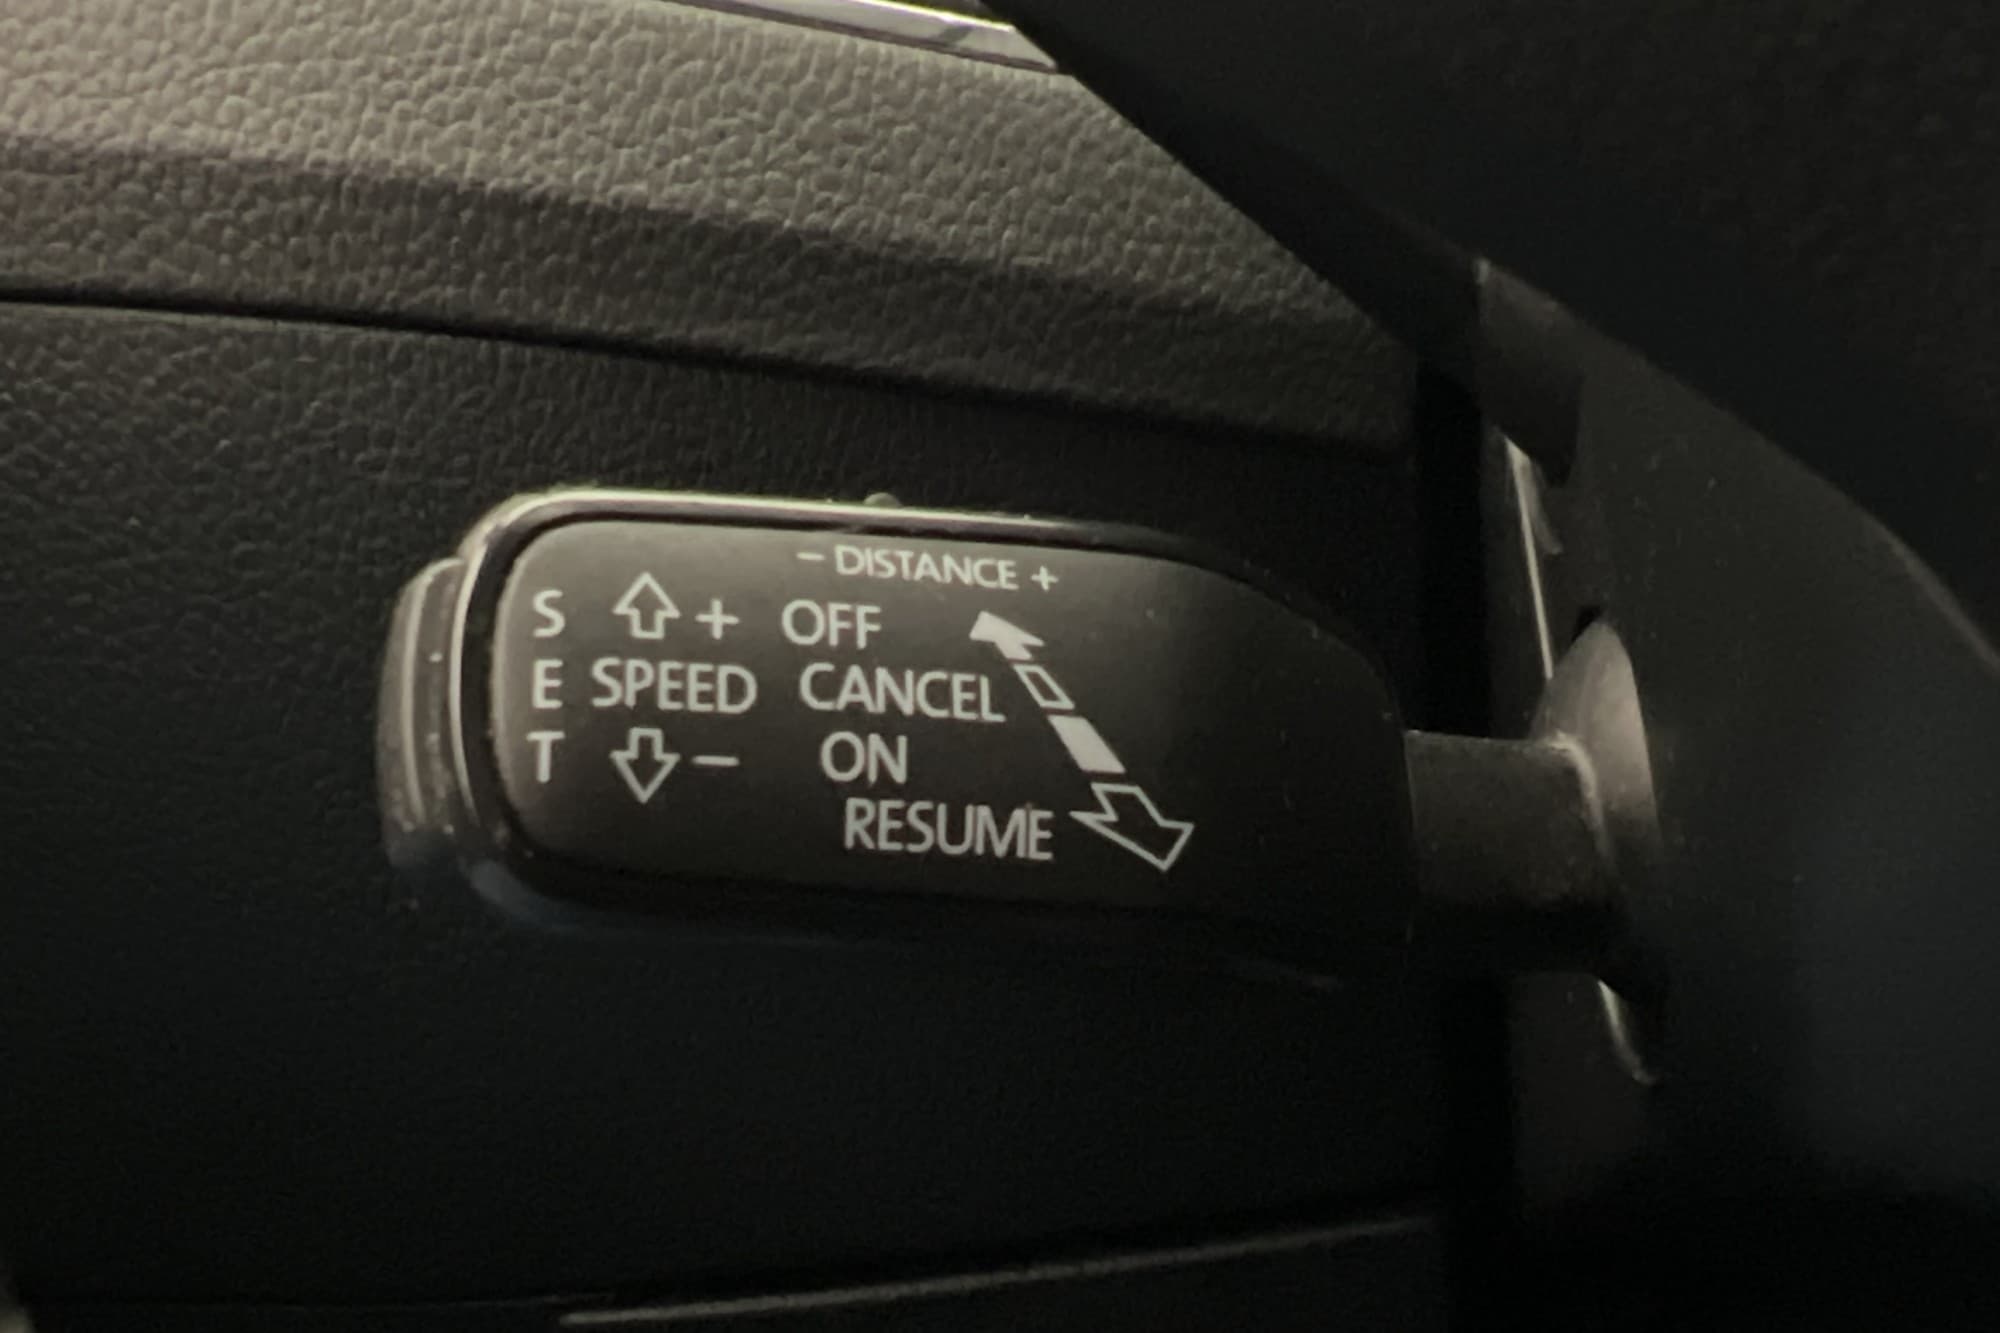 − DISTANCE +
S ⇧ + OFF
E SPEED CANCEL
T ⇩ − ON
RESUME